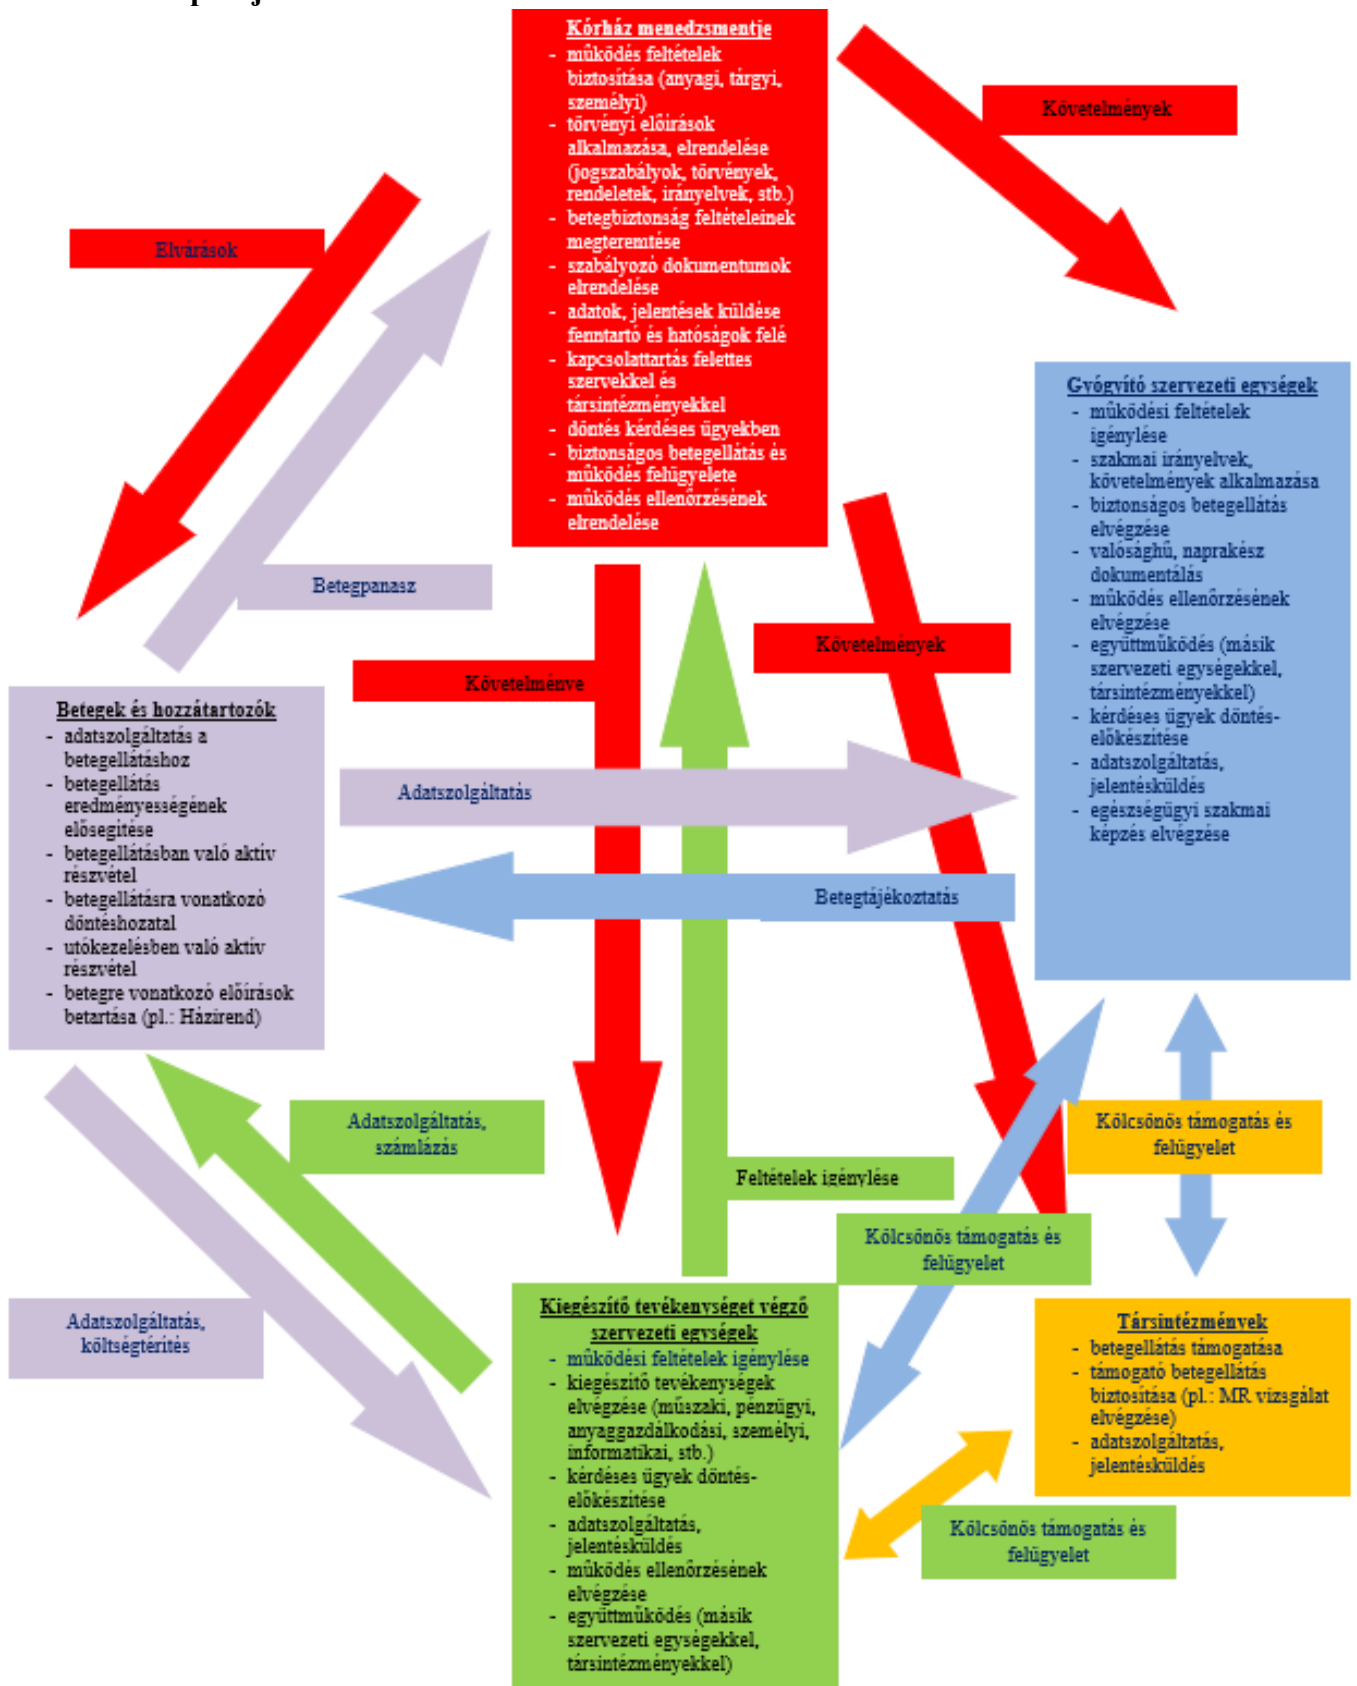 Kórház menedzsmentje
- működés feltételek
biztosítása (anyagi, tárgyi,
személyi)
- törvényi előírások
alkalmazása, elrendelése
(jogszabályok, törvények,
rendeletek, irányelvek, stb.)
- betegbiztonság feltételeinek
megteremtése
- szabályozó dokumentumok
elrendelése
- adatok, jelentések küldése
fenntartó és hatóságok felé
- kapcsolattartás felettes
szervekkel és
társintézményekkel
- döntés kérdéses ügyekben
- biztonságos betegellátás és
működés felügyelete
- működés ellenőrzésének
elrendelése
Követelmények
Elvárások
Betegpanasz
Gyógyító szervezeti egységek
- működési feltételek
igénylése
- szakmai irányelvek,
követelmények alkalmazása
- biztonságos betegellátás
elvégzése
- valósághű, naprakész
dokumentálás
- működés ellenőrzésének
elvégzése
- együttműködés (másik
szervezeti egységekkel,
társintézményekkel)
- kérdéses ügyek döntés-
előkészítése
- adatszolgáltatás,
jelentésküldés
- egészségügyi szakmai
képzés elvégzése
Követelmények
Követelménye
Betegek és hozzátartozók
- adatszolgáltatás a
betegellátáshoz
- betegellátás
eredményességének
elősegítése
- betegellátásban való aktív
részvétel
- betegellátásra vonatkozó
döntéshozatal
- utókezelésben való aktív
részvétel
- betegre vonatkozó előírások
betartása (pl.: Házirend)
Adatszolgáltatás
Betegtájékoztatás
Adatszolgáltatás,
számlázás
Kölcsönös támogatás és
felügyelet
Feltételek igénylése
Kölcsönös támogatás és
felügyelet
Adatszolgáltatás,
költségtérítés
Kiegészítő tevékenységet végző
szervezeti egységek
- működési feltételek igénylése
- kiegészítő tevékenységek
elvégzése (műszaki, pénzügyi,
anyaggazdálkodási, személyi,
informatikai, stb.)
- kérdéses ügyek döntés-
előkészítése
- adatszolgáltatás,
jelentésküldés
- működés ellenőrzésének
elvégzése
- együttműködés (másik
szervezeti egységekkel,
társintézményekkel)
Társintézmények
- betegellátás támogatása
- támogató betegellátás
biztosítása (pl.: MR vizsgálat
elvégzése)
- adatszolgáltatás,
jelentésküldés
Kölcsönös támogatás és
felügyelet